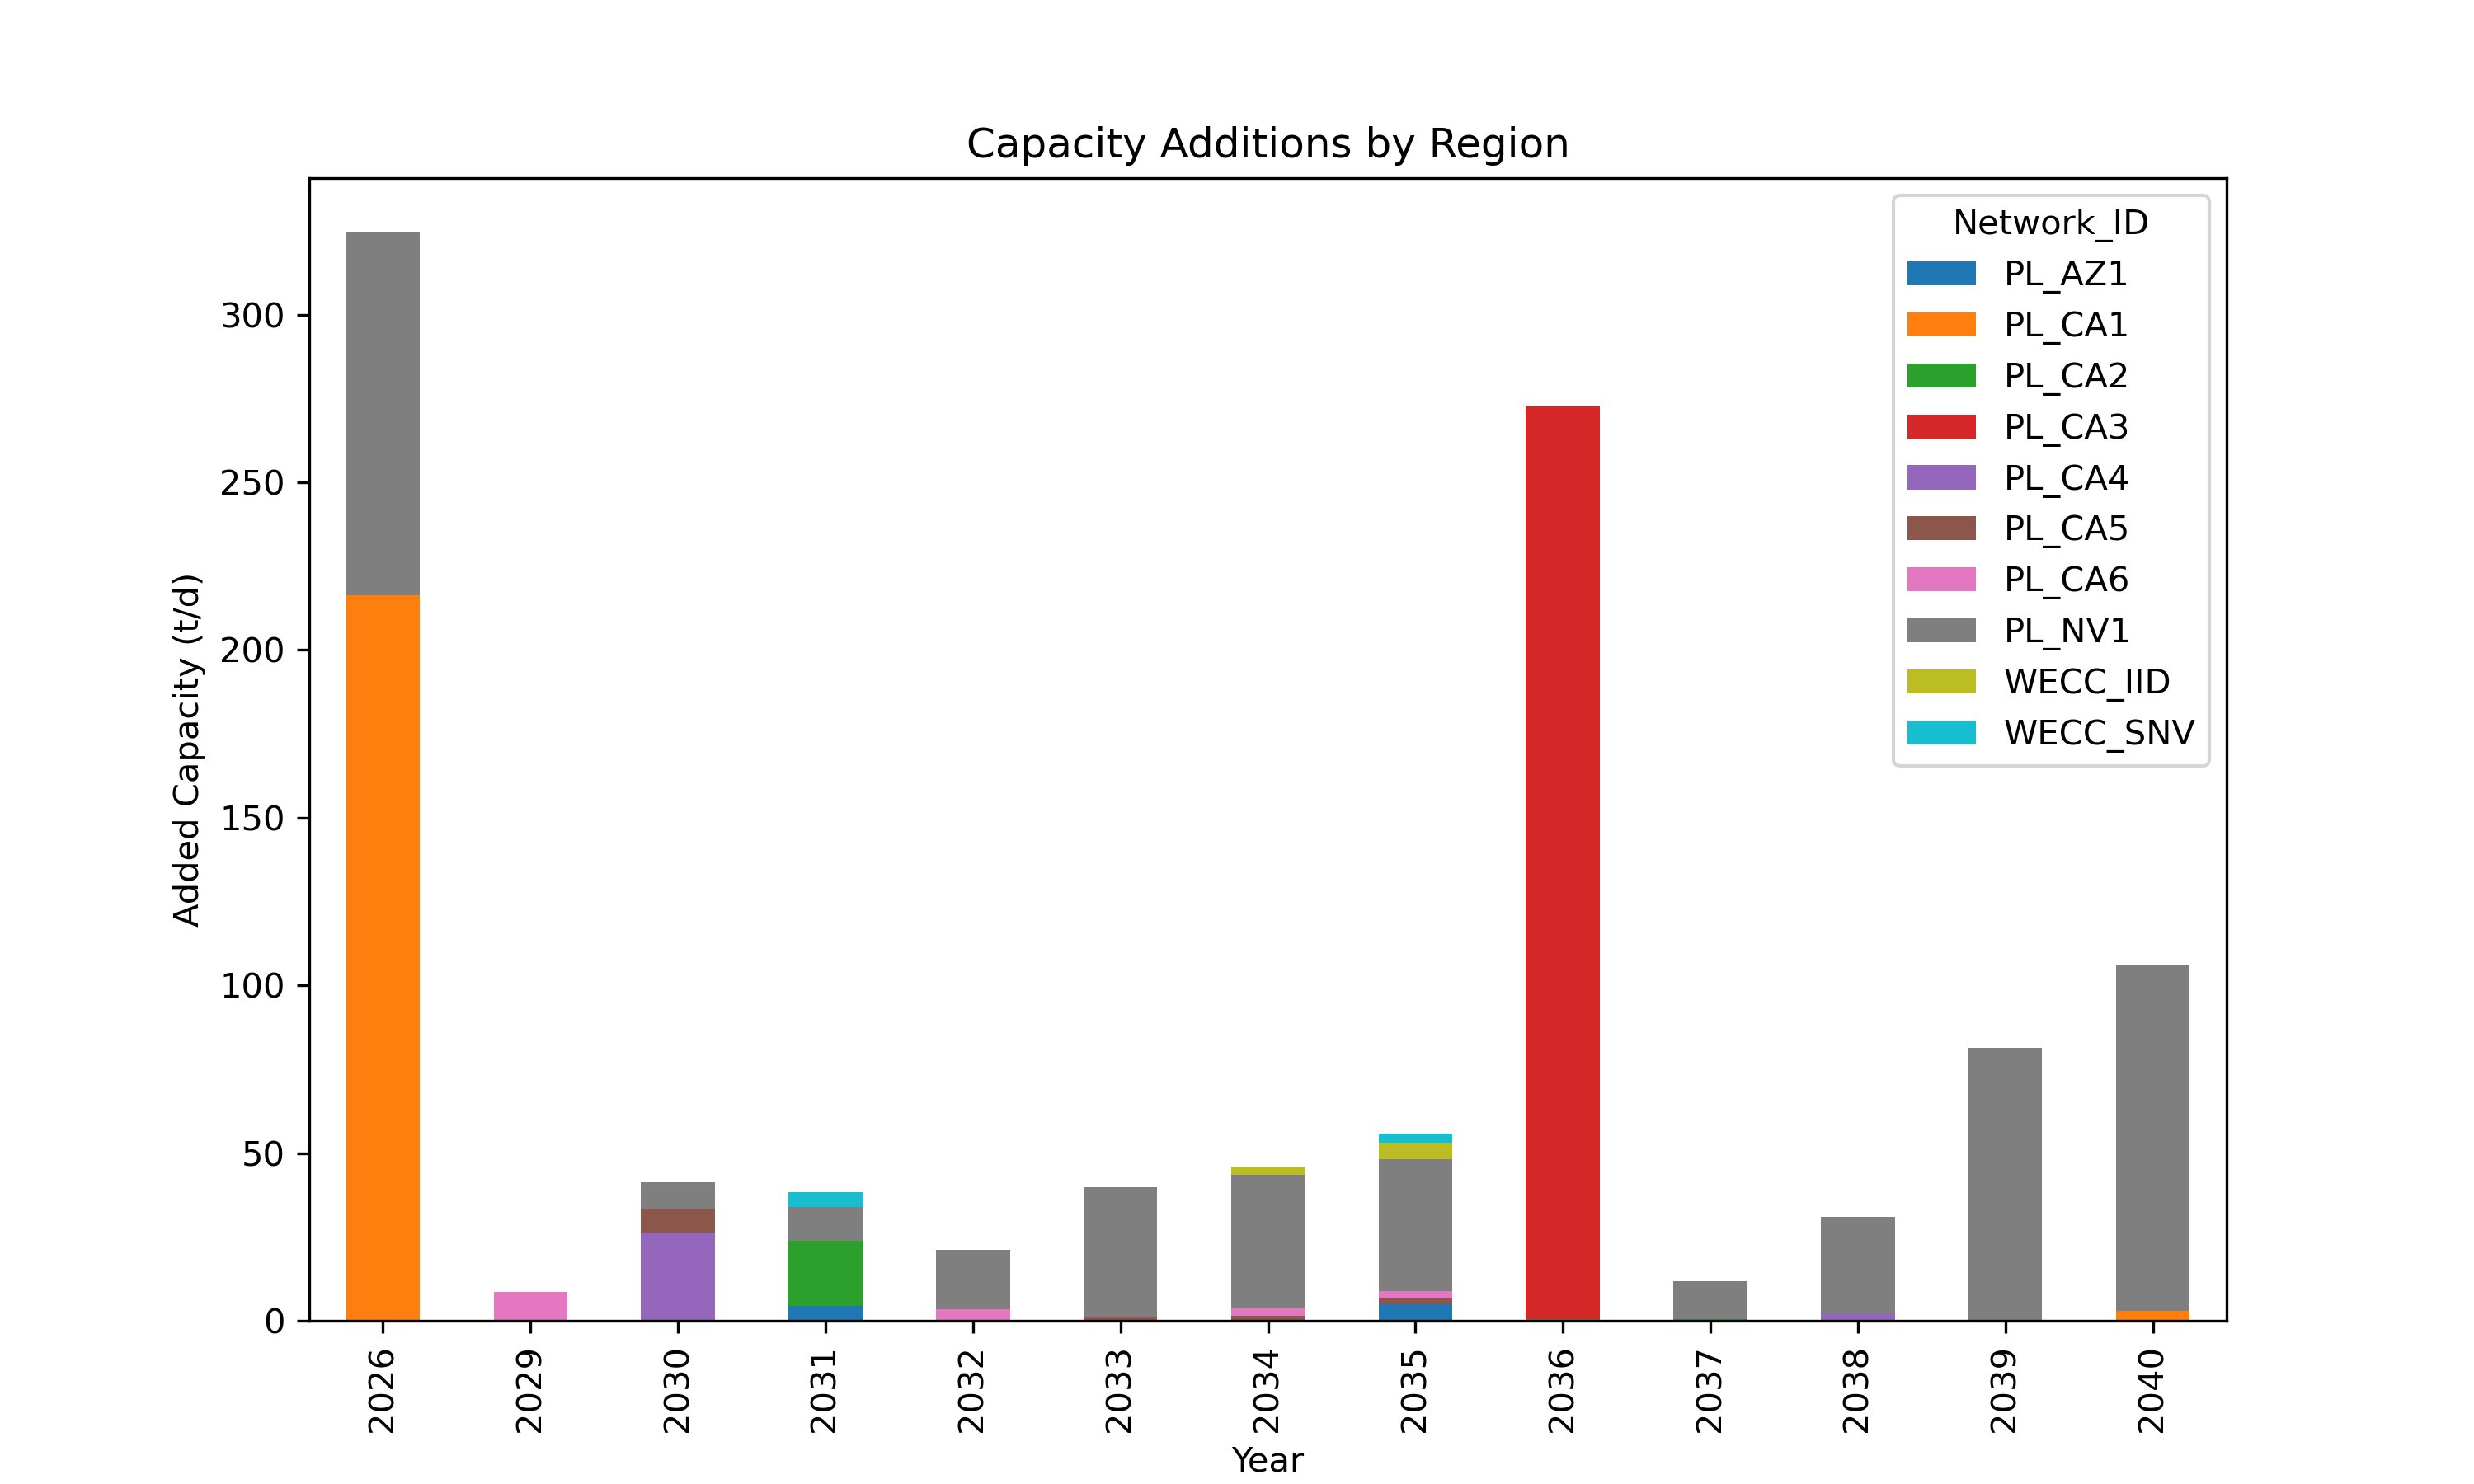 Capacity Additions by Region
Added Capacity (t/d)
300
250
200
150
100
50
0
Network_ID
PL_AZ1
PL_CA1
PL_CA2
PL_CA3
PL_CA4
PL_CA5
PL_CA6
PL_NV1
WECC_IID
WECC_SNV
2026 2029 2030 2031 2032 2033 2034 2035 2036 2037 2038 2039 2040
Year